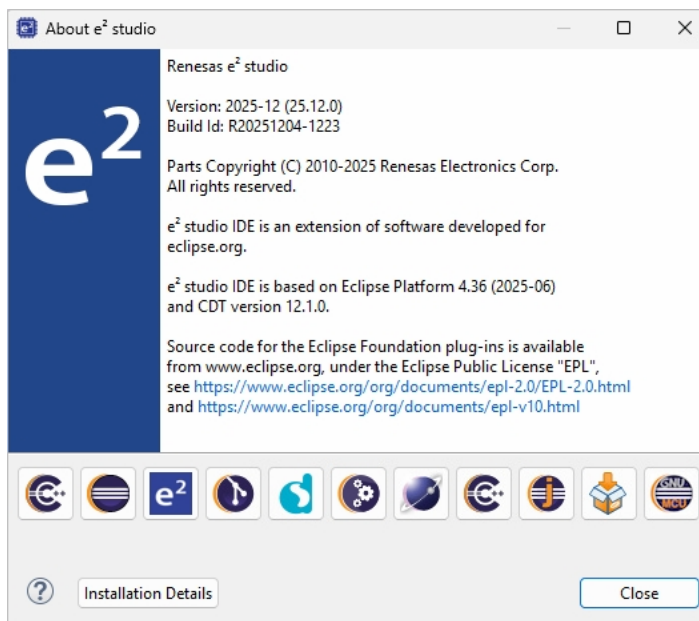 About e² studio
e²
Renesas e² studio
Version: 2025-12 (25.12.0)
Build Id: R20251204-1223
Parts Copyright (C) 2010-2025 Renesas Electronics Corp.
All rights reserved.
e² studio IDE is an extension of software developed for
eclipse.org.
e² studio IDE is based on Eclipse Platform 4.36 (2025-06)
and CDT version 12.1.0.
Source code for the Eclipse Foundation plug-ins is available
from www.eclipse.org, under the Eclipse Public License "EPL",
see https://www.eclipse.org/org/documents/epl-2.0/EPL-2.0.html
and https://www.eclipse.org/org/documents/epl-v10.html
e²
GNU
MCU
Installation Details
Close